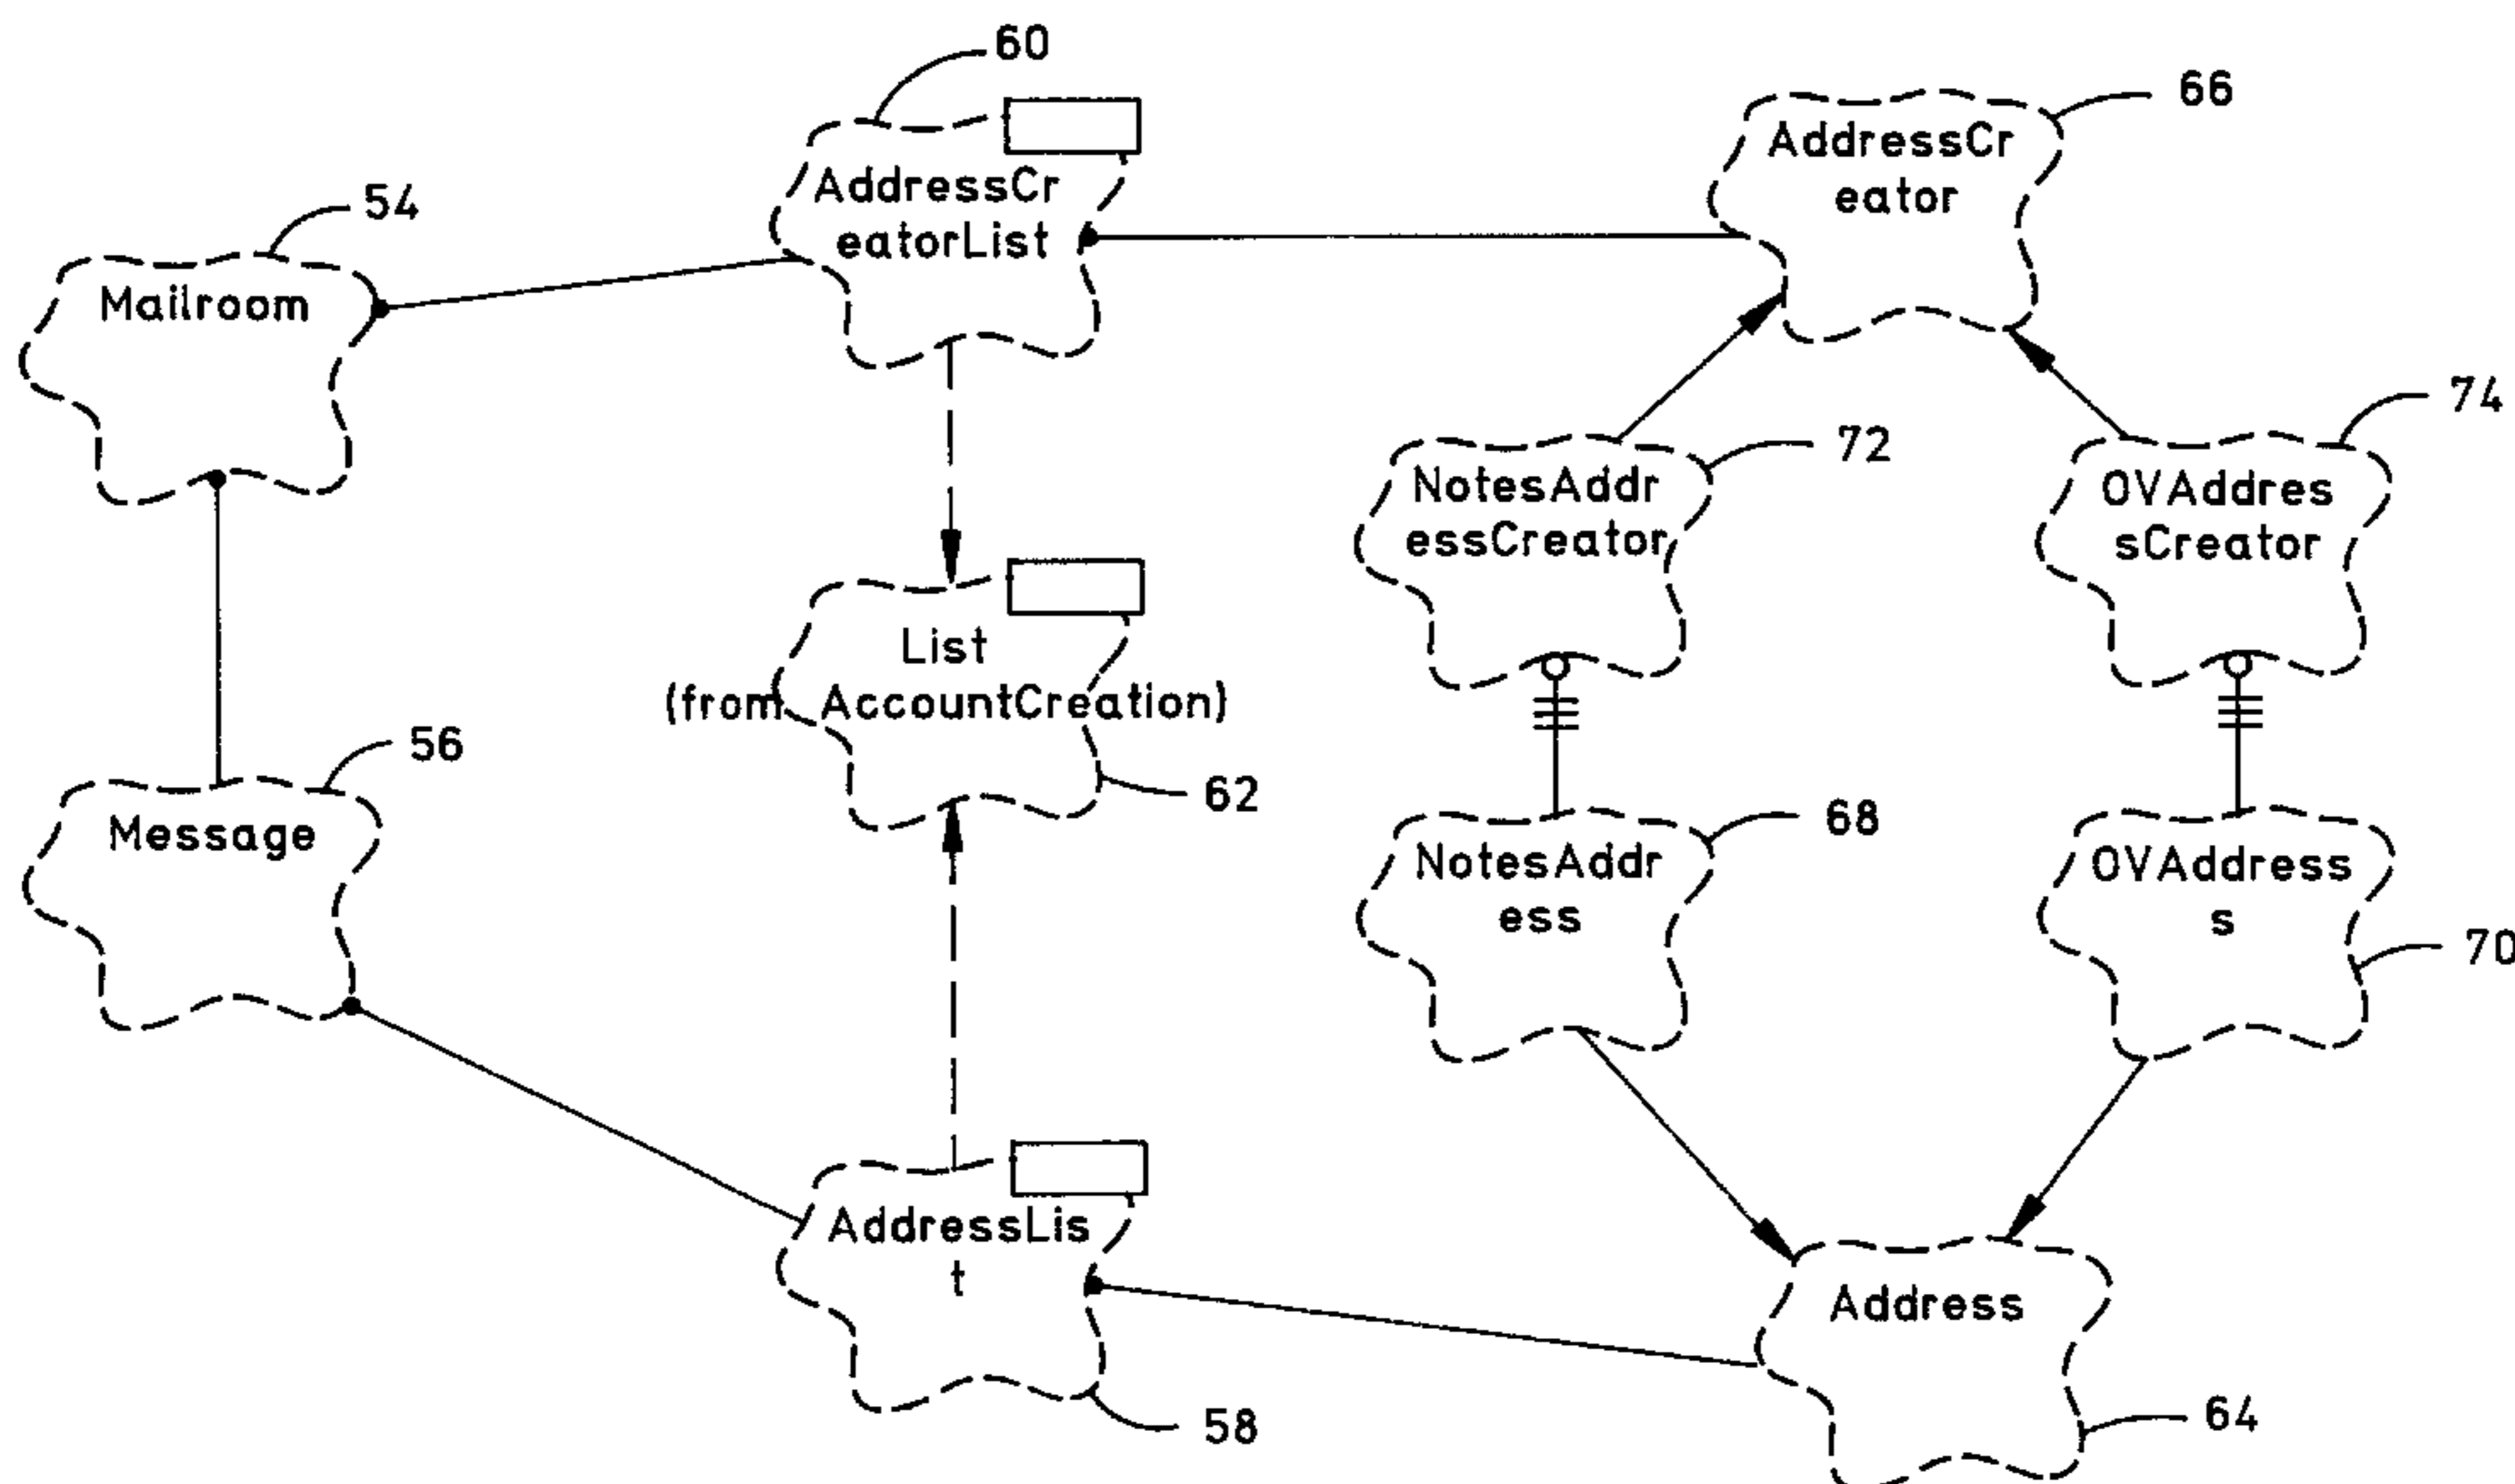 60
66
AddressCr
eator
AddressCr
eatorList
54
Mailroom
74
72
NotesAddr
essCreator
OVAddres
sCreator
List
(from AccountCreation)
56
62
Message
68
NotesAddr
ess
OVAddress
s
70
AddressLis
t
Address
58
64